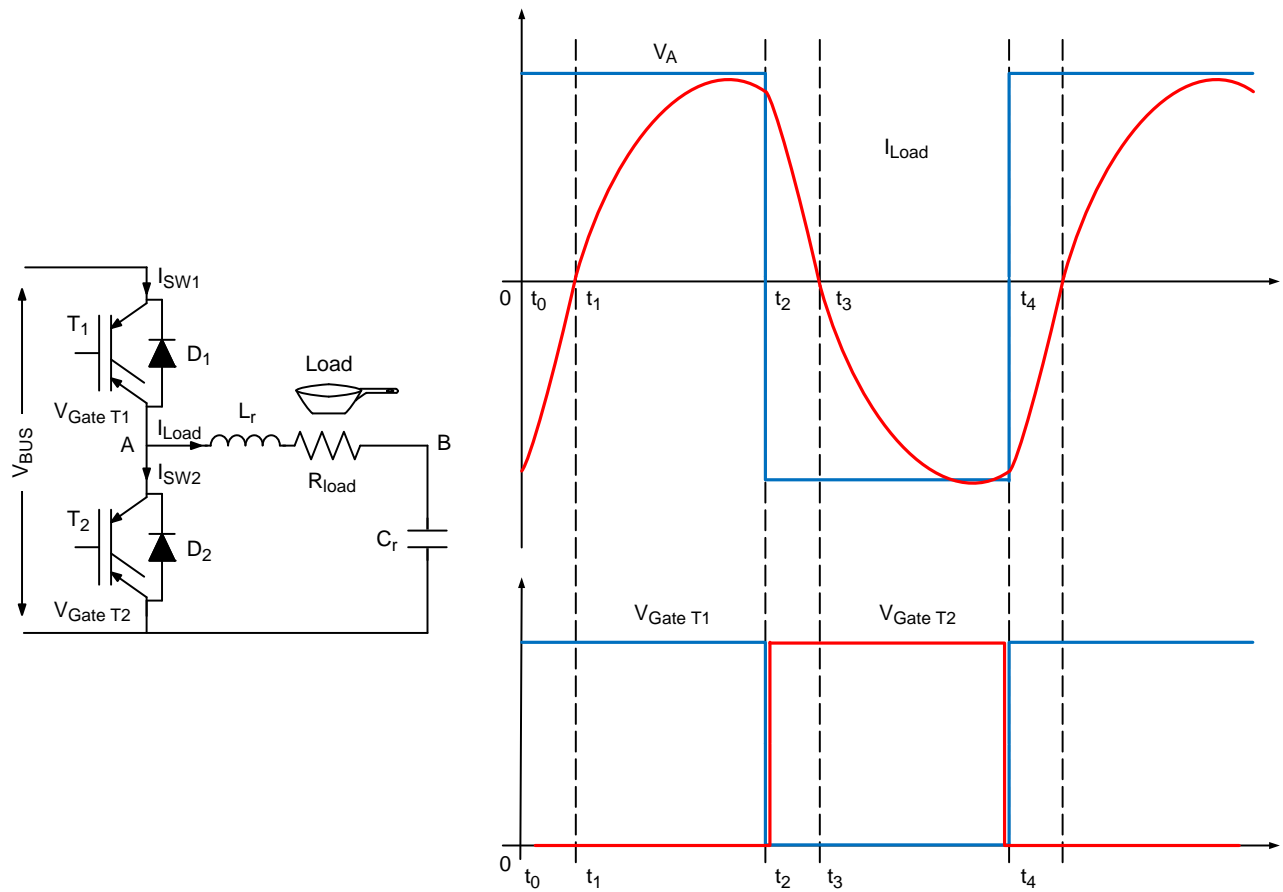 V_A
I_Load
0 t_0 t_1 t_2 t_3 t_4
I_SW1
T_1
D_1
Load
V_Gate T1
L_r
A
I_Load
B
V_BUS
I_SW2
R_load
T_2
D_2
C_r
V_Gate T2
V_Gate T1 V_Gate T2
0
t_0 t_1 t_2 t_3 t_4